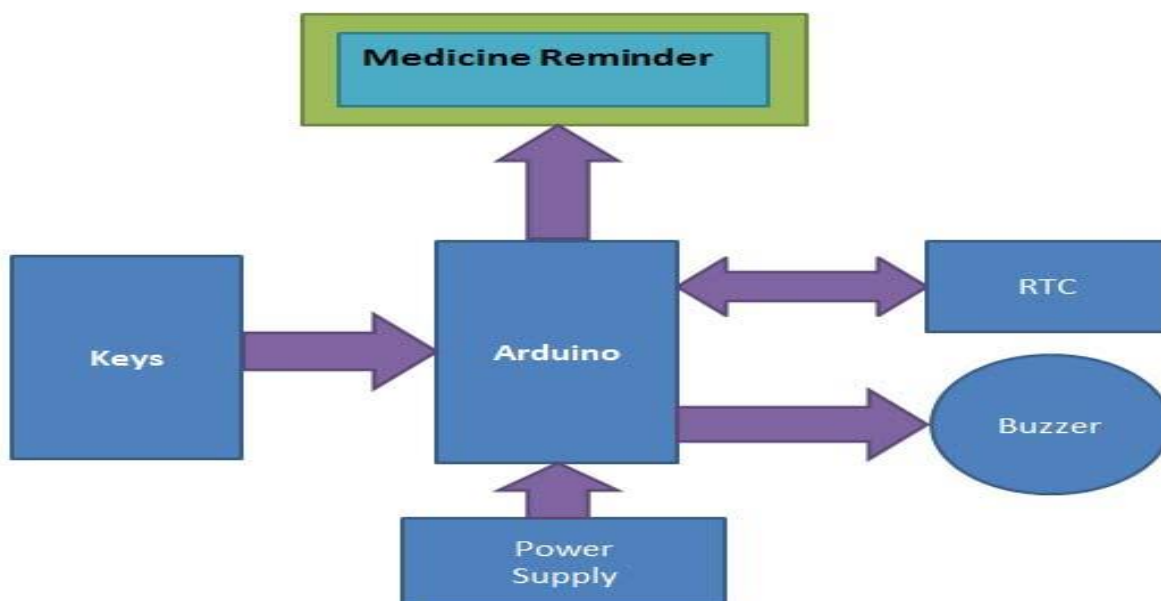 Medicine Reminder
Keys
Arduino
RTC
Buzzer
Power
Supply